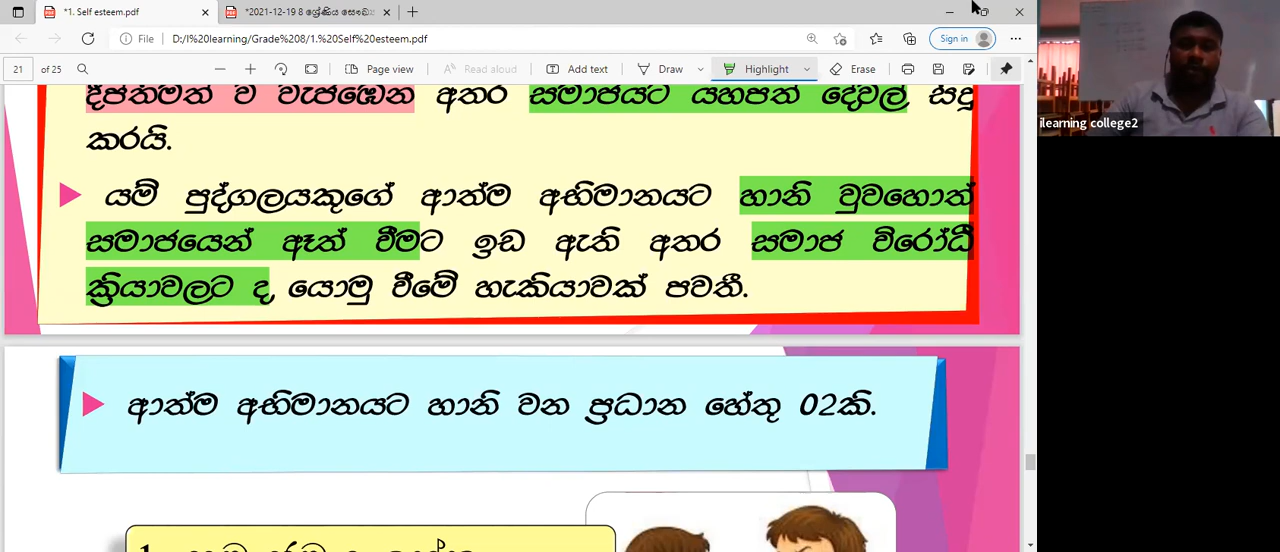 *1. Self esteem.pdf
*2021-12-19 8 ශ්‍රේණිය සෞඛ්‍ය
File D:/I%20learning/Grade%208/1.%20Self%20esteem.pdf
Sign in
21 of 25 Page view Read aloud Add text Draw Highlight Erase
ilearning college2
දීප්තිමත් ව වැජඹෙන අතර සමාජයට යහපත් දේවල්, සිදු
කරයි.
යම් පුද්ගලයකුගේ ආත්ම අභිමානයට හානි වුවහොත්
සමාජයෙන් ඈත් වීමට ඉඩ ඇති අතර සමාජ විරෝධී
ක්‍රියාවලට ද, යොමු වීමේ හැකියාවක් පවතී.
ආත්ම අභිමානයට හානි වන ප්‍රධාන හේතු 02කි.
1.